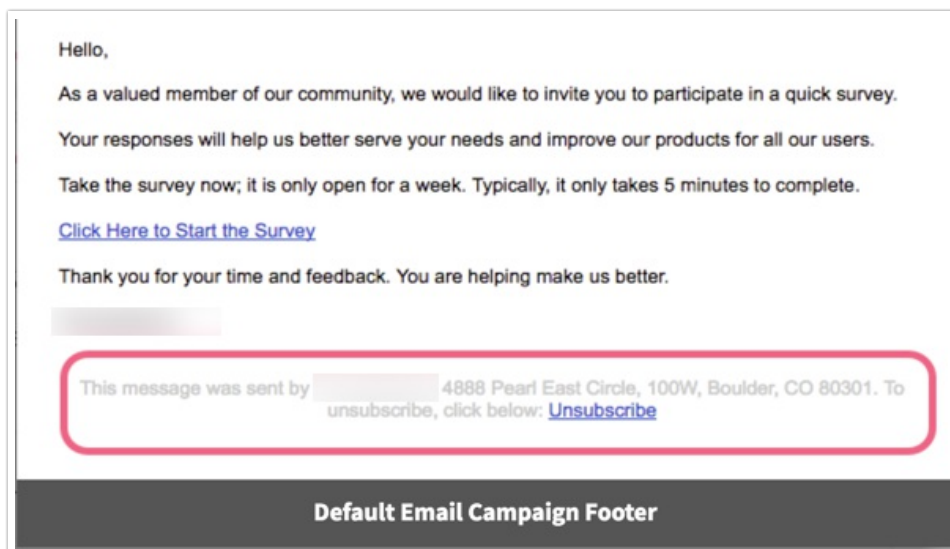 Hello,
As a valued member of our community, we would like to invite you to participate in a quick survey.
Your responses will help us better serve your needs and improve our products for all our users.
Take the survey now; it is only open for a week. Typically, it only takes 5 minutes to complete.
Click Here to Start the Survey
Thank you for your time and feedback. You are helping make us better.
This message was sent by 4888 Pearl East Circle, 100W, Boulder, CO 80301. To
unsubscribe, click below: Unsubscribe
Default Email Campaign Footer